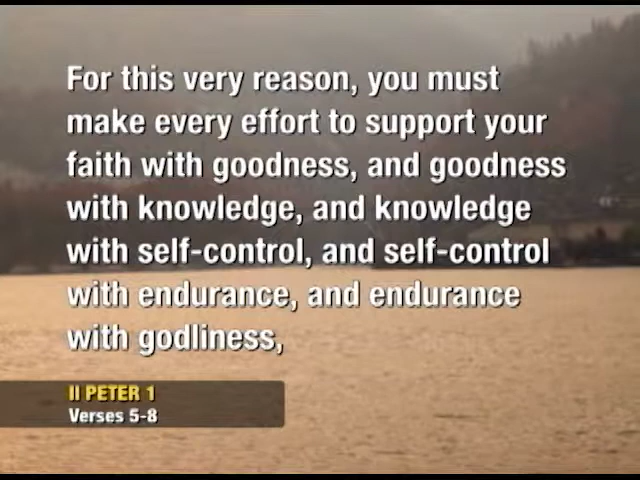 For this very reason, you must
make every effort to support your
faith with goodness, and goodness
with knowledge, and knowledge
with self-control, and self-control
with endurance, and endurance
with godliness,
II PETER 1
Verses 5-8